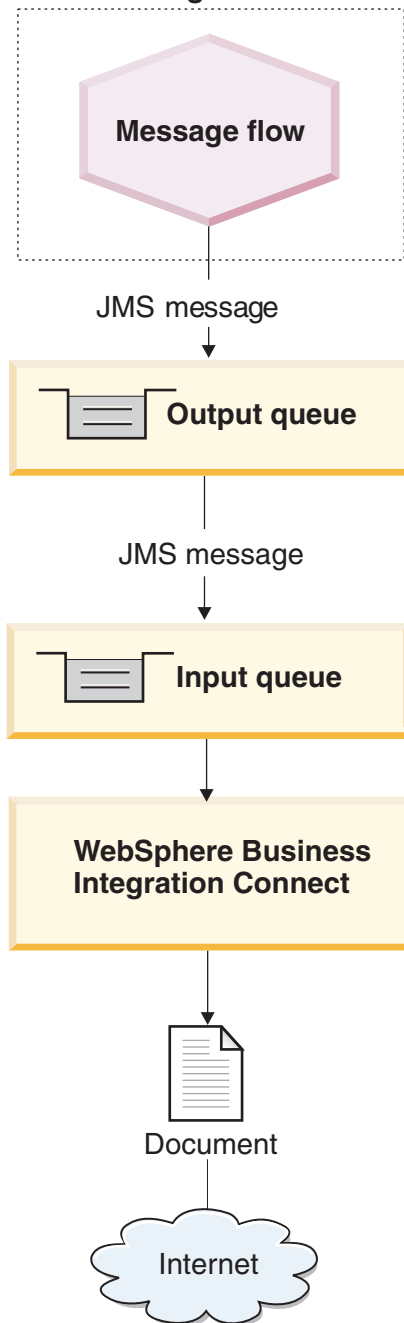 Message flow
JMS message
Output queue
JMS message
Input queue
WebSphere Business
Integration Connect
Document
Internet